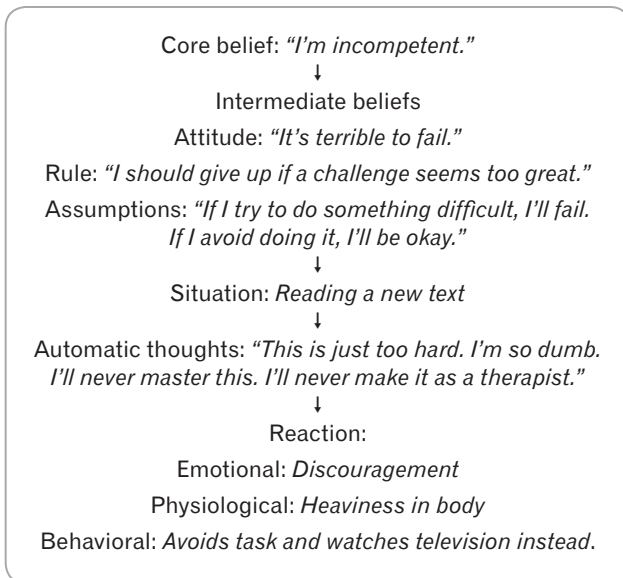 Core belief: “I’m incompetent.”
↓
Intermediate beliefs
Attitude: “It’s terrible to fail.”
Rule: “I should give up if a challenge seems too great.”
Assumptions: “If I try to do something difficult, I’ll fail.
If I avoid doing it, I’ll be okay.”
↓
Situation: Reading a new text
↓
Automatic thoughts: “This is just too hard. I’m so dumb.
I’ll never master this. I’ll never make it as a therapist.”
↓
Reaction:
Emotional: Discouragement
Physiological: Heaviness in body
Behavioral: Avoids task and watches television instead.